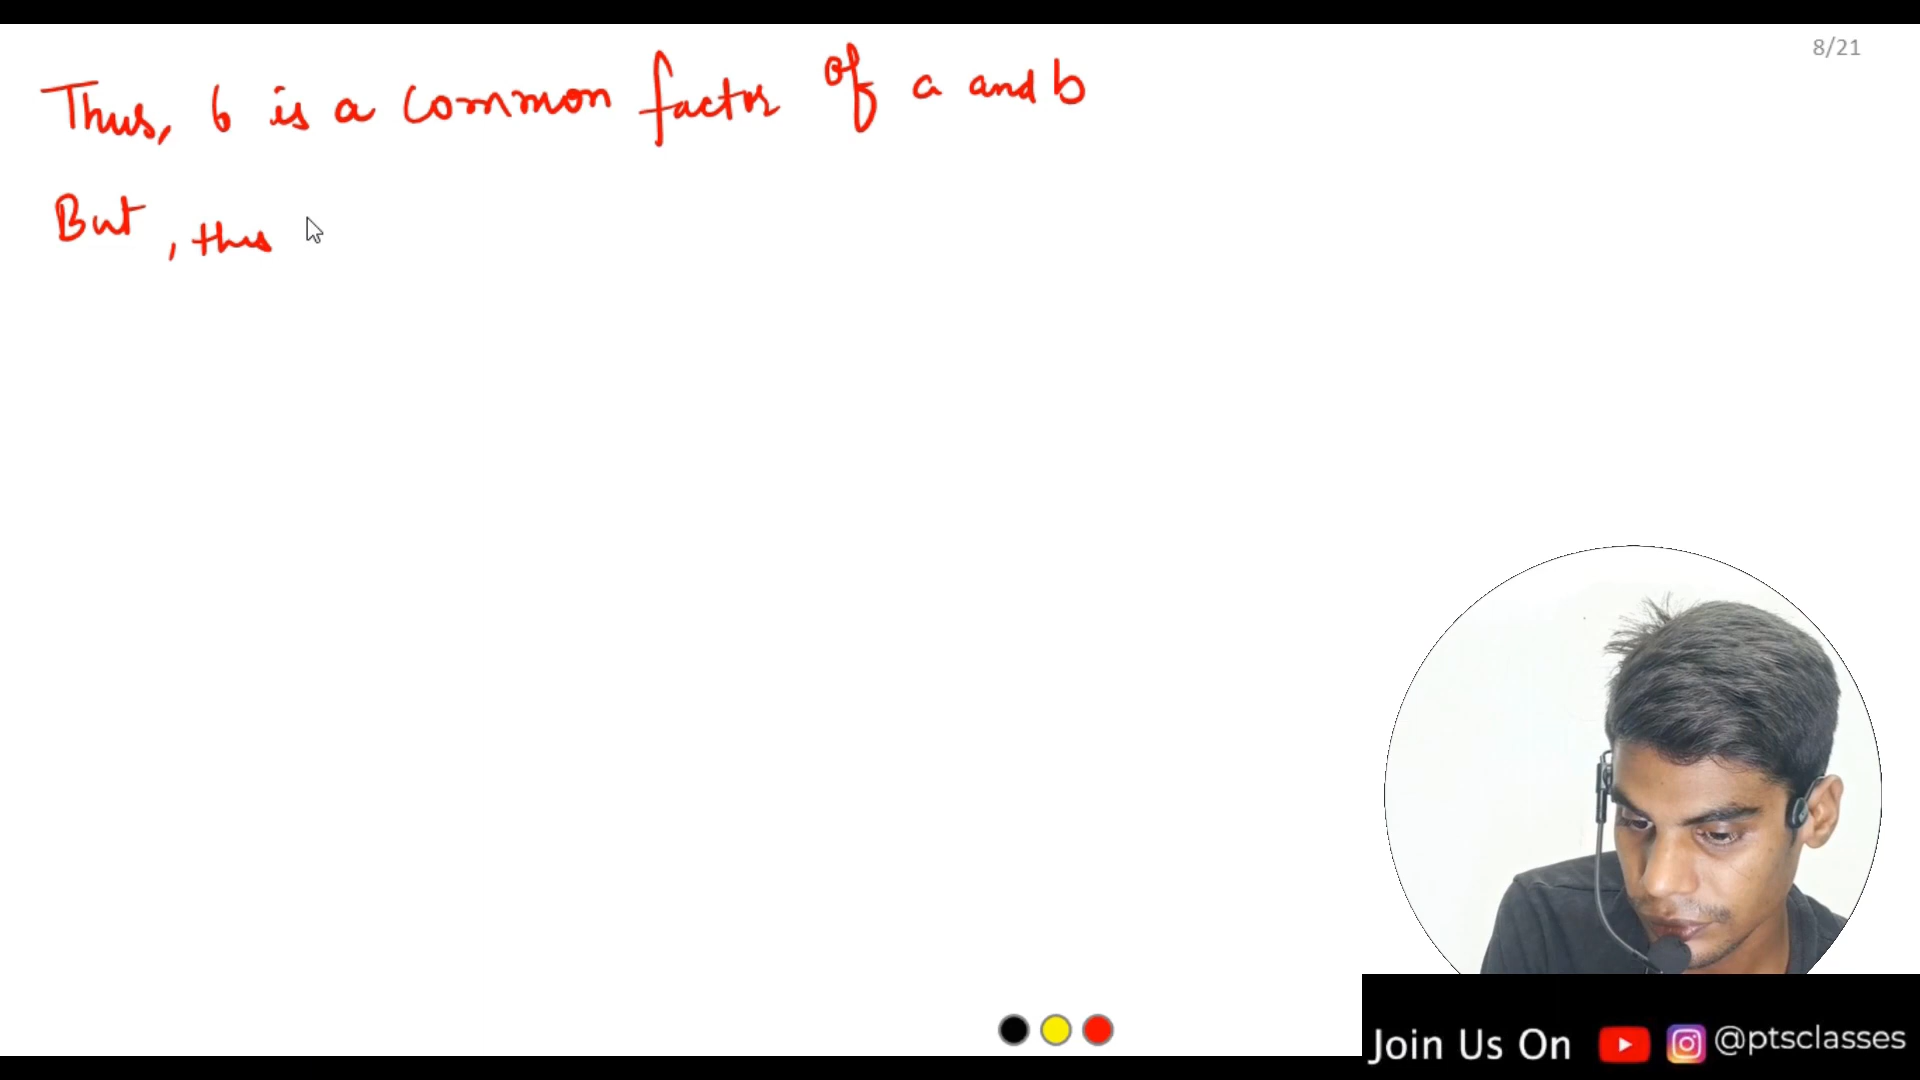 8/21
Thus, 6 is a common factor of a and b
But, this
Join Us On @ptsclasses